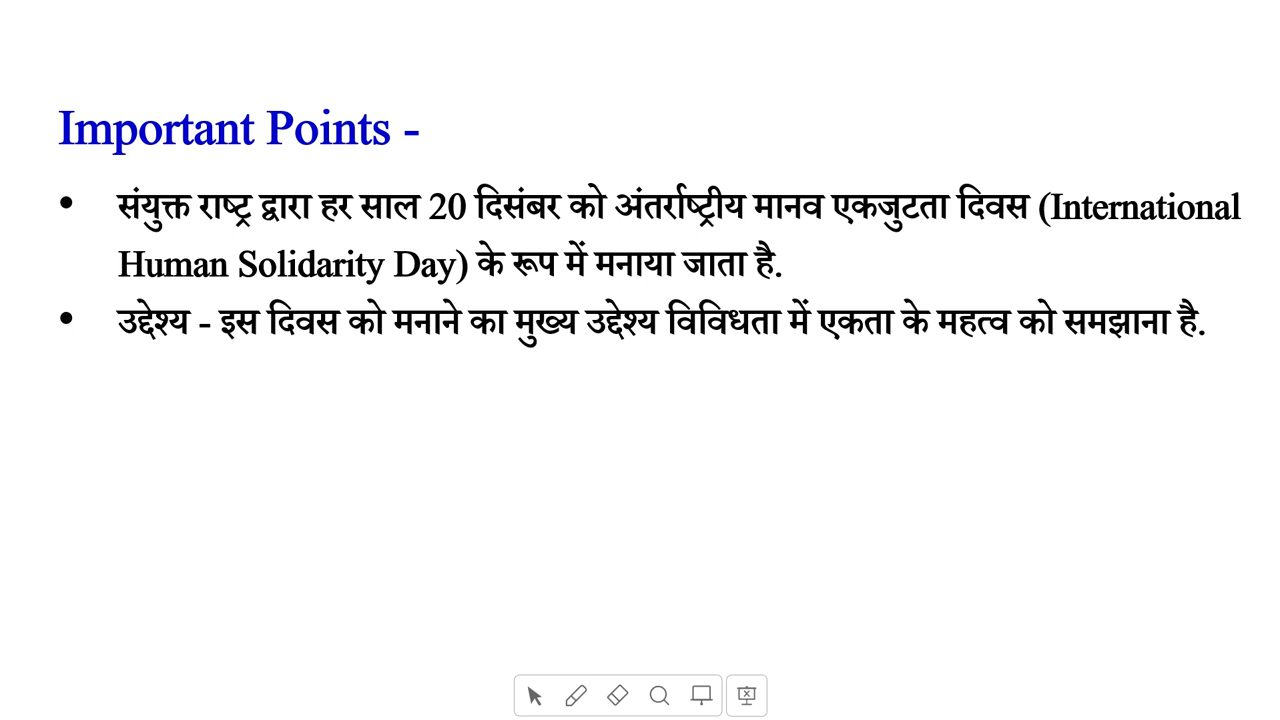 Important Points -
• संयुक्त राष्ट्र द्वारा हर साल 20 दिसंबर को अंतर्राष्ट्रीय मानव एकजुटता दिवस (International
Human Solidarity Day) के रूप में मनाया जाता है.
• उद्देश्य - इस दिवस को मनाने का मुख्य उद्देश्य विविधता में एकता के महत्व को समझाना है.